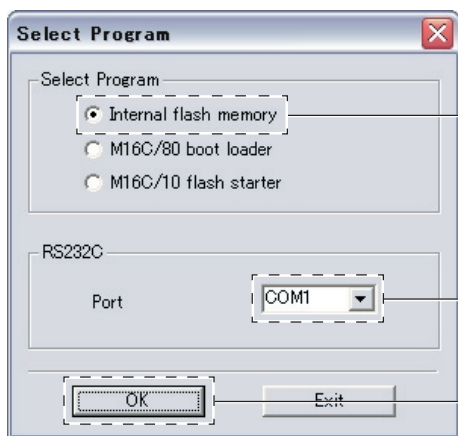 Select Program
Select Program
Internal flash memory
M16C/80 boot loader
M16C/10 flash starter
RS232C
Port
COM1
OK
Exit